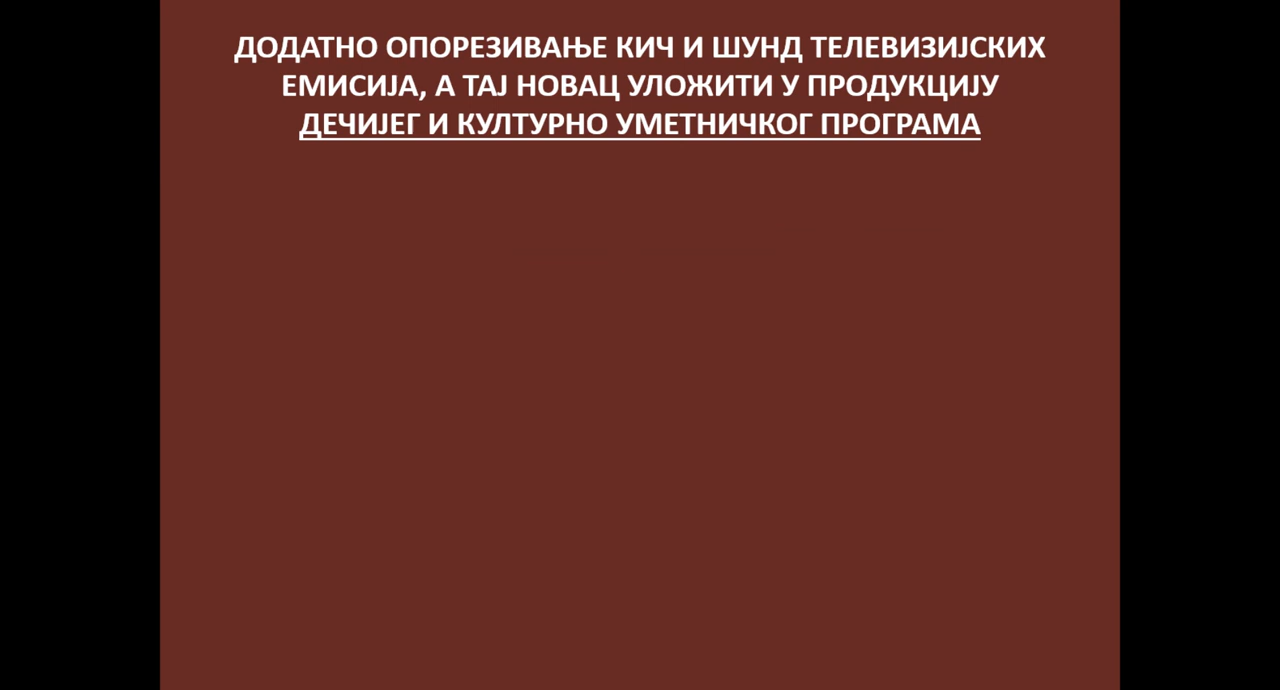 ДОДАТНО ОПОРЕЗИВАЊЕ КИЧ И ШУНД ТЕЛЕВИЗИЈСКИХ
ЕМИСИЈА, А ТАЈ НОВАЦ УЛОЖИТИ У ПРОДУКЦИЈУ
ДЕЧИЈЕГ И КУЛТУРНО УМЕТНИЧКОГ ПРОГРАМА